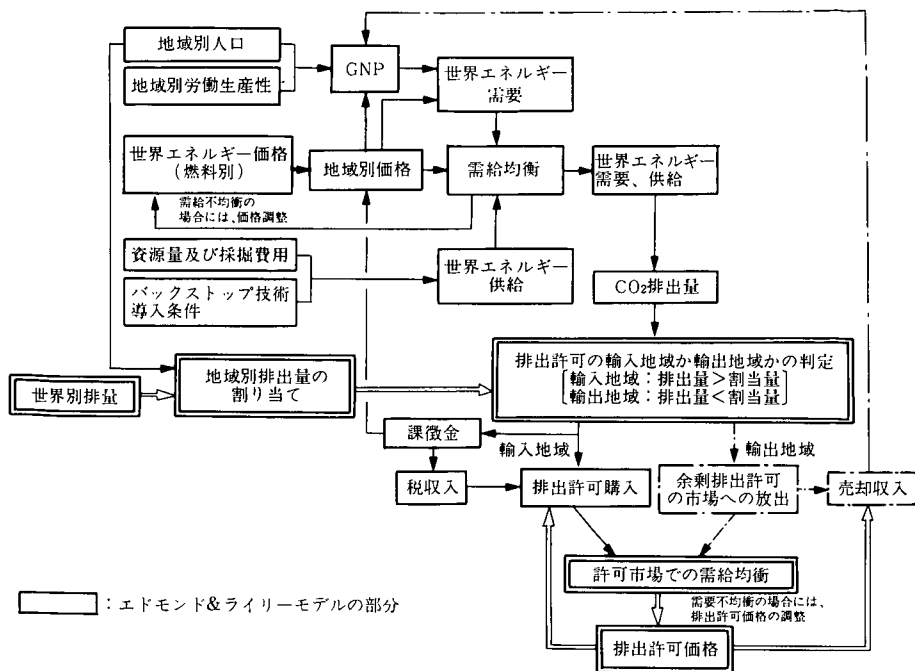 地域別人口
地域別労働生産性
GNP
世界エネルギー
需要
世界エネルギー価格
(燃料別)
地域別価格
需給均衡
世界エネルギー
需要、供給
需給不均衡の
場合には、価格調整
資源量及び採掘費用
バックストップ技術
導入条件
世界エネルギー
供給
CO₂排出量
世界別排量
地域別排出量の
割り当て
排出許可の輸入地域か輸出地域かの判定
輸入地域：排出量＞割当量
輸出地域：排出量＜割当量
課徴金
輸入地域
輸出地域
税収入
排出許可購入
余剰排出許可
の市場への放出
売却収入
許可市場での需給均衡
需要不均衡の場合には、
排出許可価格の調整
排出許可価格
：エドモンド&ライリーモデルの部分